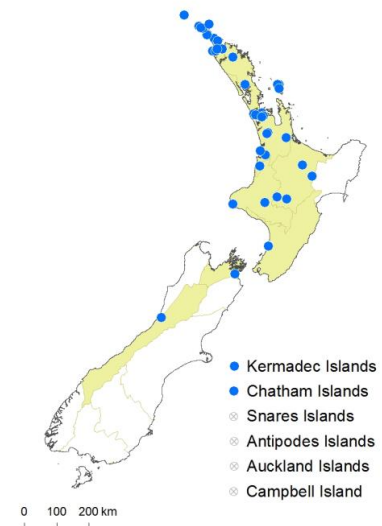 Kermadec Islands
Chatham Islands
Snares Islands
Antipodes Islands
Auckland Islands
Campbell Island
0 100 200 km